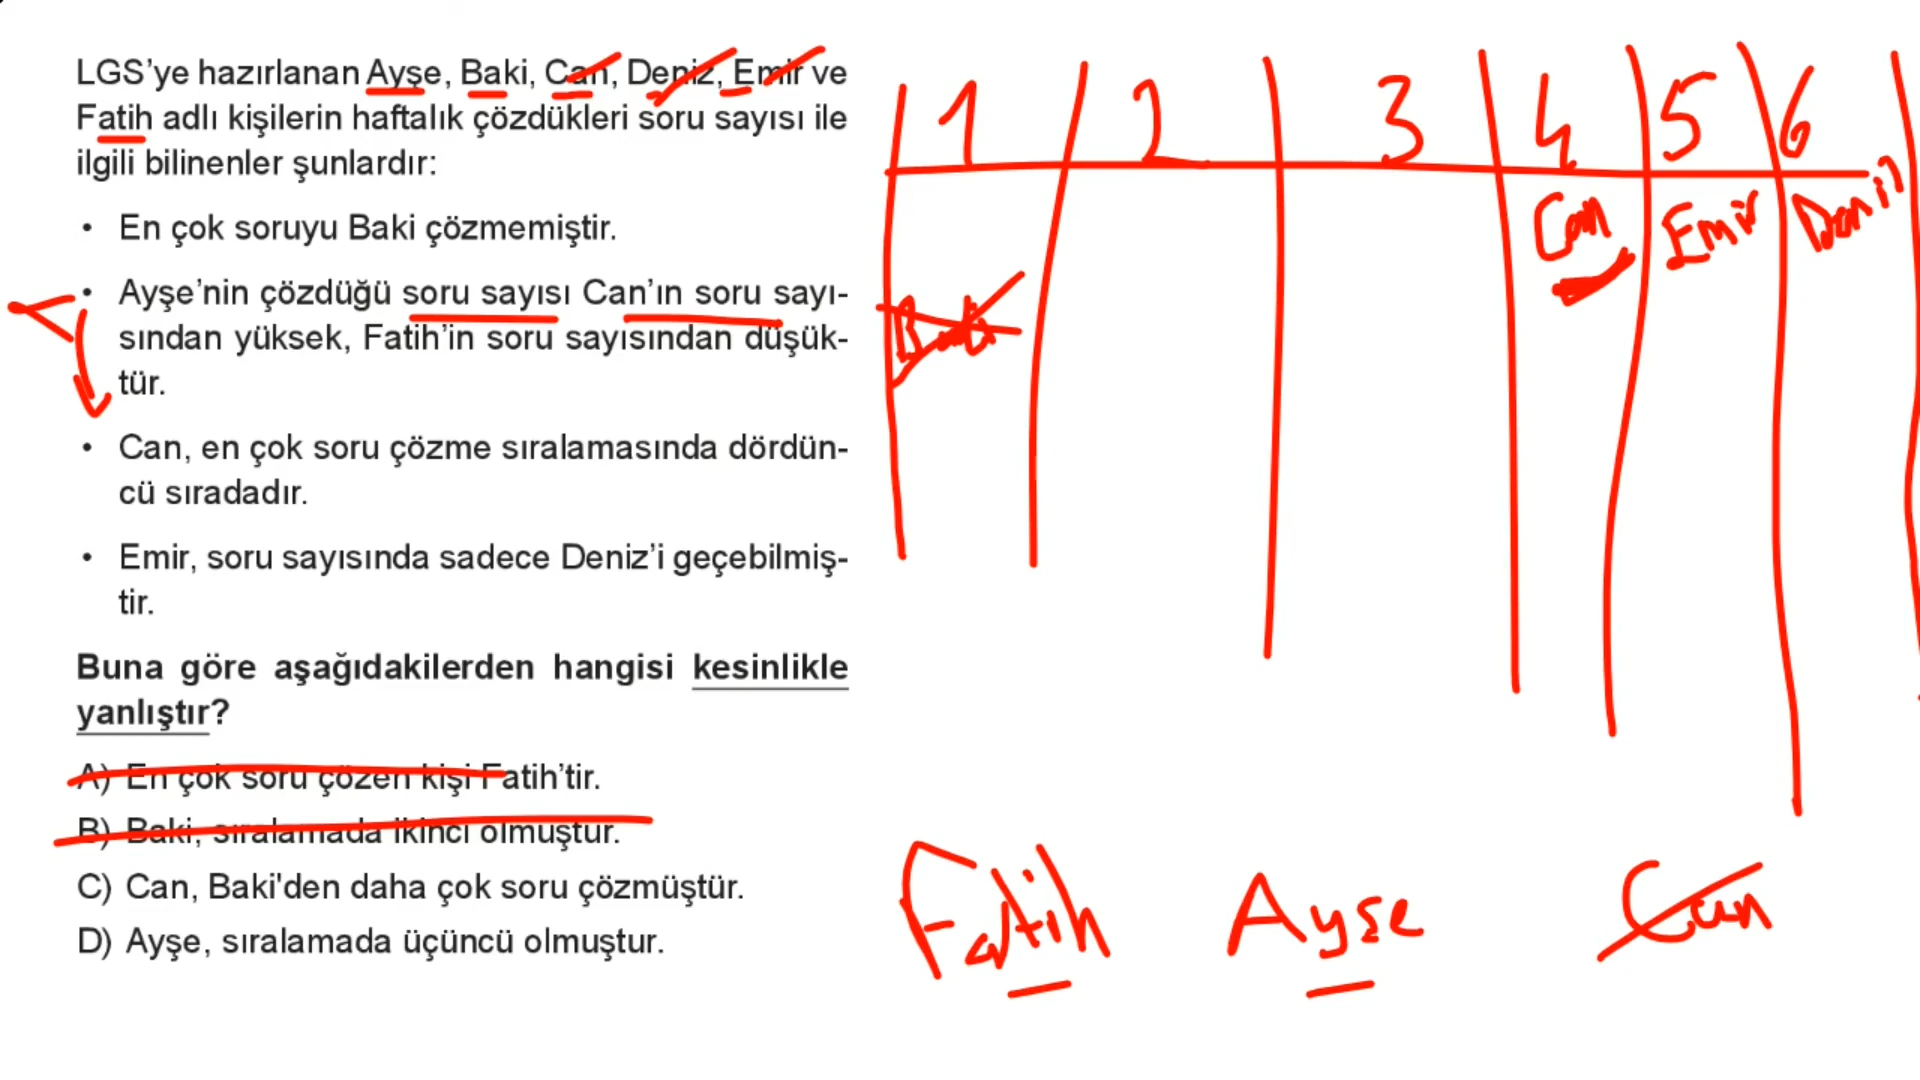 LGS’ye hazırlanan Ayşe, Baki, Can, Deniz, Emir ve
Fatih adlı kişilerin haftalık çözdükleri soru sayısı ile
ilgili bilinenler şunlardır:
• En çok soruyu Baki çözmemiştir.
• Ayşe’nin çözdüğü soru sayısı Can’ın soru sayı-
sından yüksek, Fatih’in soru sayısından düşük-
tür.
• Can, en çok soru çözme sıralamasında dördün-
cü sıradadır.
• Emir, soru sayısında sadece Deniz’i geçebilmiş-
tir.
Buna göre aşağıdakilerden hangisi kesinlikle
yanlıştır?
A) En çok soru çözen kişi Fatih’tir.
B) Baki, sıralamada ikinci olmuştur.
C) Can, Baki'den daha çok soru çözmüştür.
D) Ayşe, sıralamada üçüncü olmuştur.
1 2 3 4 5 6
Can Emir Deniz
Baki
Fatih Ayşe Can